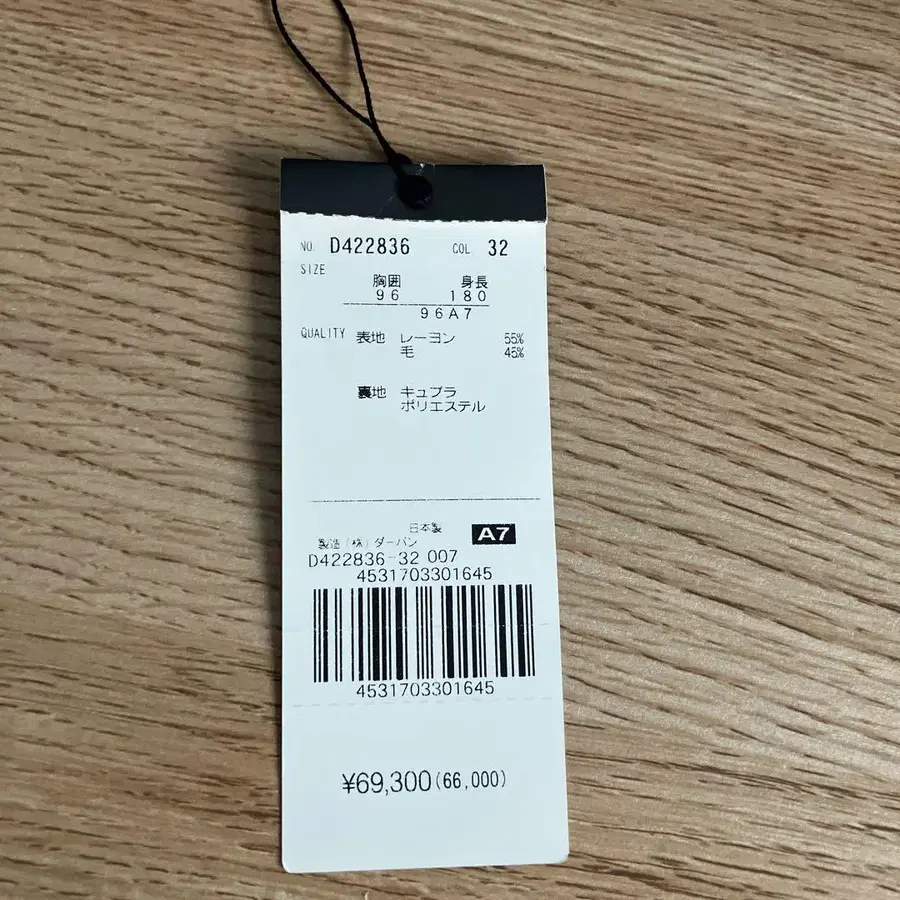 NO. D422836 COL 32
SIZE
胸囲 身長
96 180
96A7
QUALITY 表地 レーヨン 55%
毛 45%
裏地 キュプラ
ポリエステル
日本製
製造(株)ダーバン A7
D422836-32 007
4531703301645
4531703301645
¥69,300(66,000)